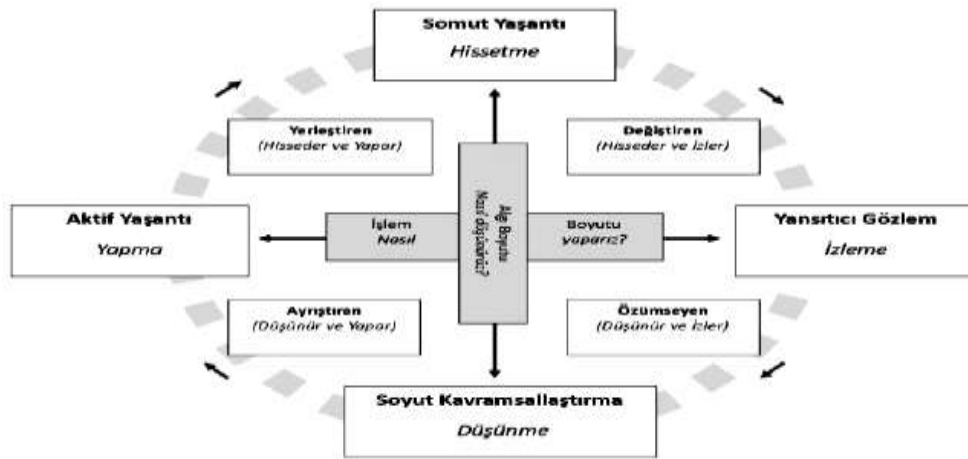 Somut Yaşantı
Hissetme
Yerleştiren
(Hisseder ve Yapar)
Değiştiren
(Hisseder ve İzler)
Aktif Yaşantı
Yapma
İşlem
Nasıl
Algı Boyutu
Nasıl düşünürüz?
Boyutu
yaparız?
Yansıtıcı Gözlem
İzleme
Ayrıştıran
(Düşünür ve Yapar)
Özümseyen
(Düşünür ve İzler)
Soyut Kavramsallaştırma
Düşünme